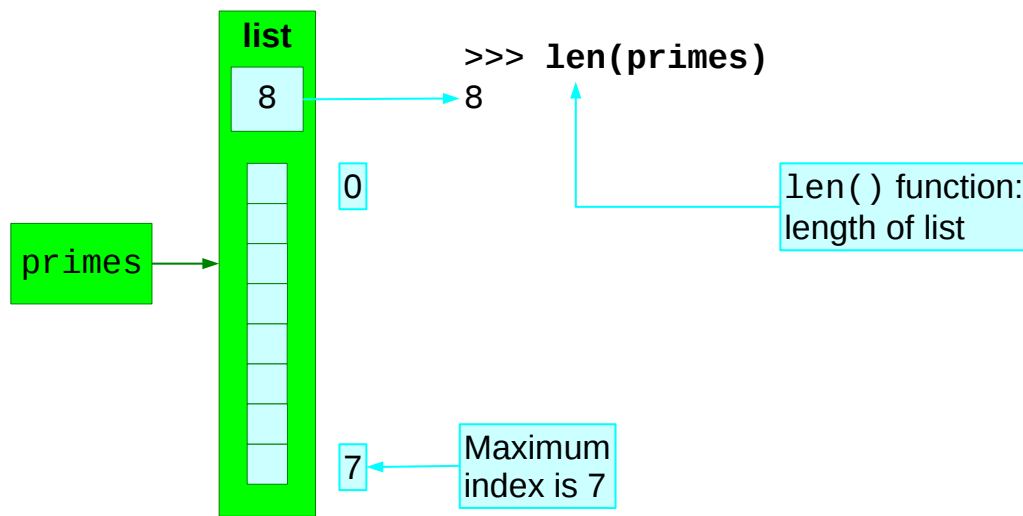 list
8
>>> len(primes)
8
0
len() function:
length of list
primes
7
Maximum
index is 7